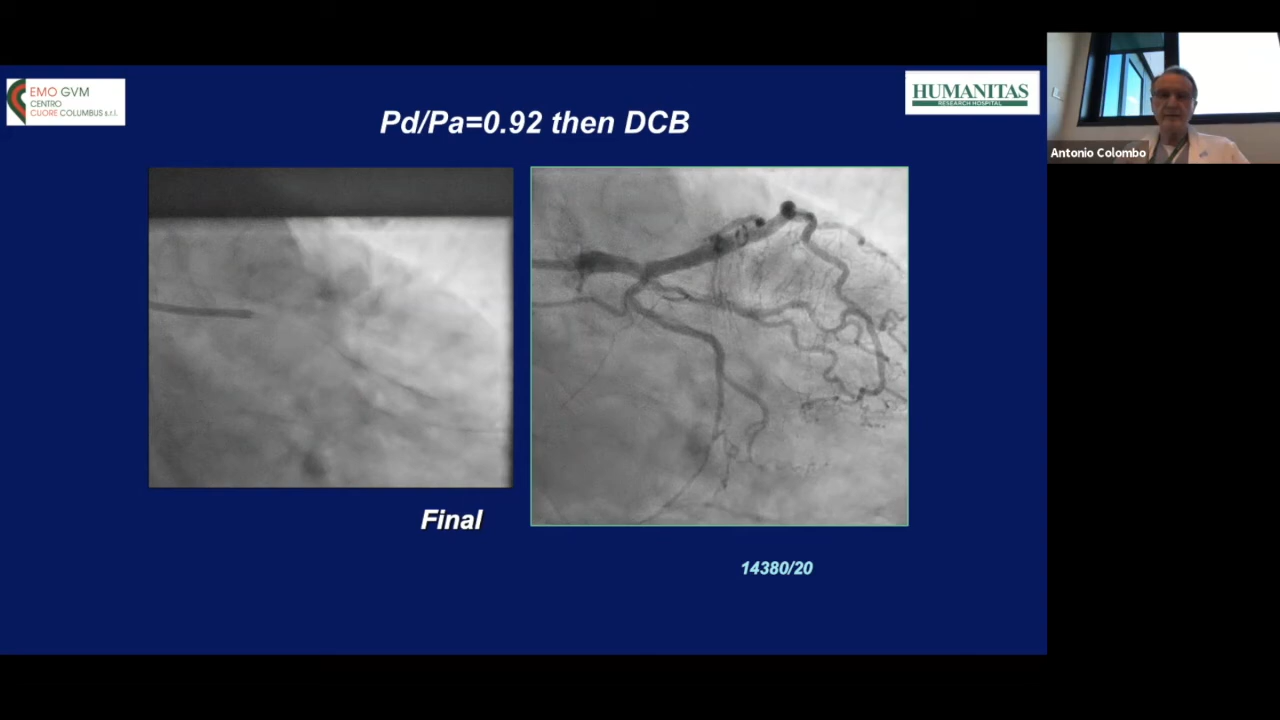 EMO GVM
CENTRO
CUORE COLUMBUS s.r.l.
Pd/Pa=0.92 then DCB
HUMANITAS
RESEARCH HOSPITAL
Antonio Colombo
Final
14380/20